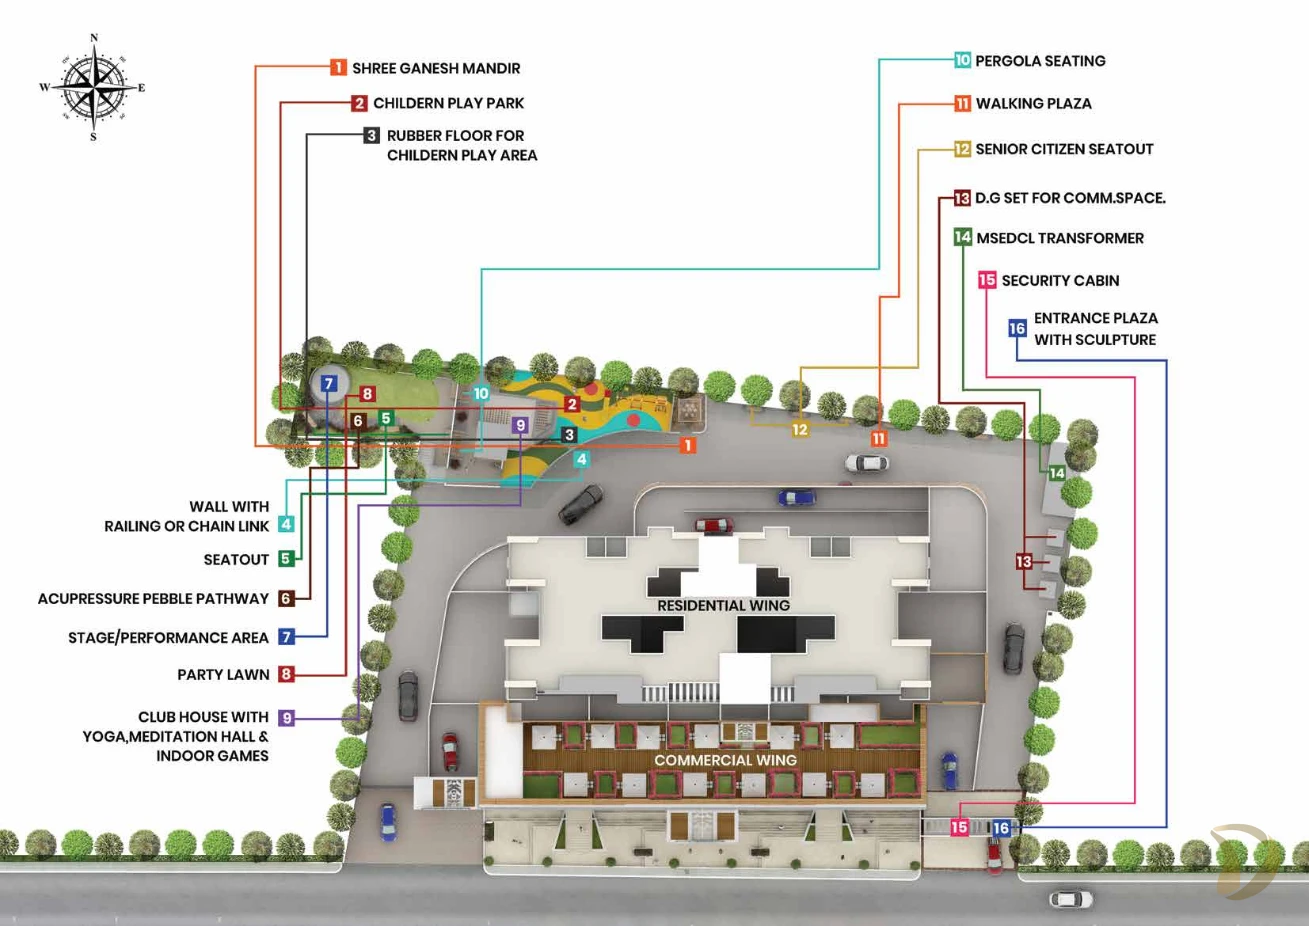 N
W
E
S
1 SHREE GANESH MANDIR
2 CHILDERN PLAY PARK
3 RUBBER FLOOR FOR
CHILDERN PLAY AREA
10 PERGOLA SEATING
11 WALKING PLAZA
12 SENIOR CITIZEN SEATOUT
13 D.G SET FOR COMM.SPACE.
14 MSEDCL TRANSFORMER
15 SECURITY CABIN
16 ENTRANCE PLAZA
WITH SCULPTURE
7
8
10
2
6
5
9
3
12
11
1
4
14
13
WALL WITH
RAILING OR CHAIN LINK 4
SEATOUT 5
ACUPRESSURE PEBBLE PATHWAY 6
STAGE/PERFORMANCE AREA 7
PARTY LAWN 8
CLUB HOUSE WITH 9
YOGA,MEDITATION HALL &
INDOOR GAMES
RESIDENTIAL WING
COMMERCIAL WING
15
16